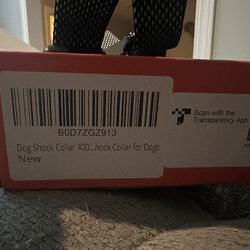 B0D7ZGZ913
Dog Shock Collar 400...hock Collar for Dogs
New
Scan with the
Transparency App